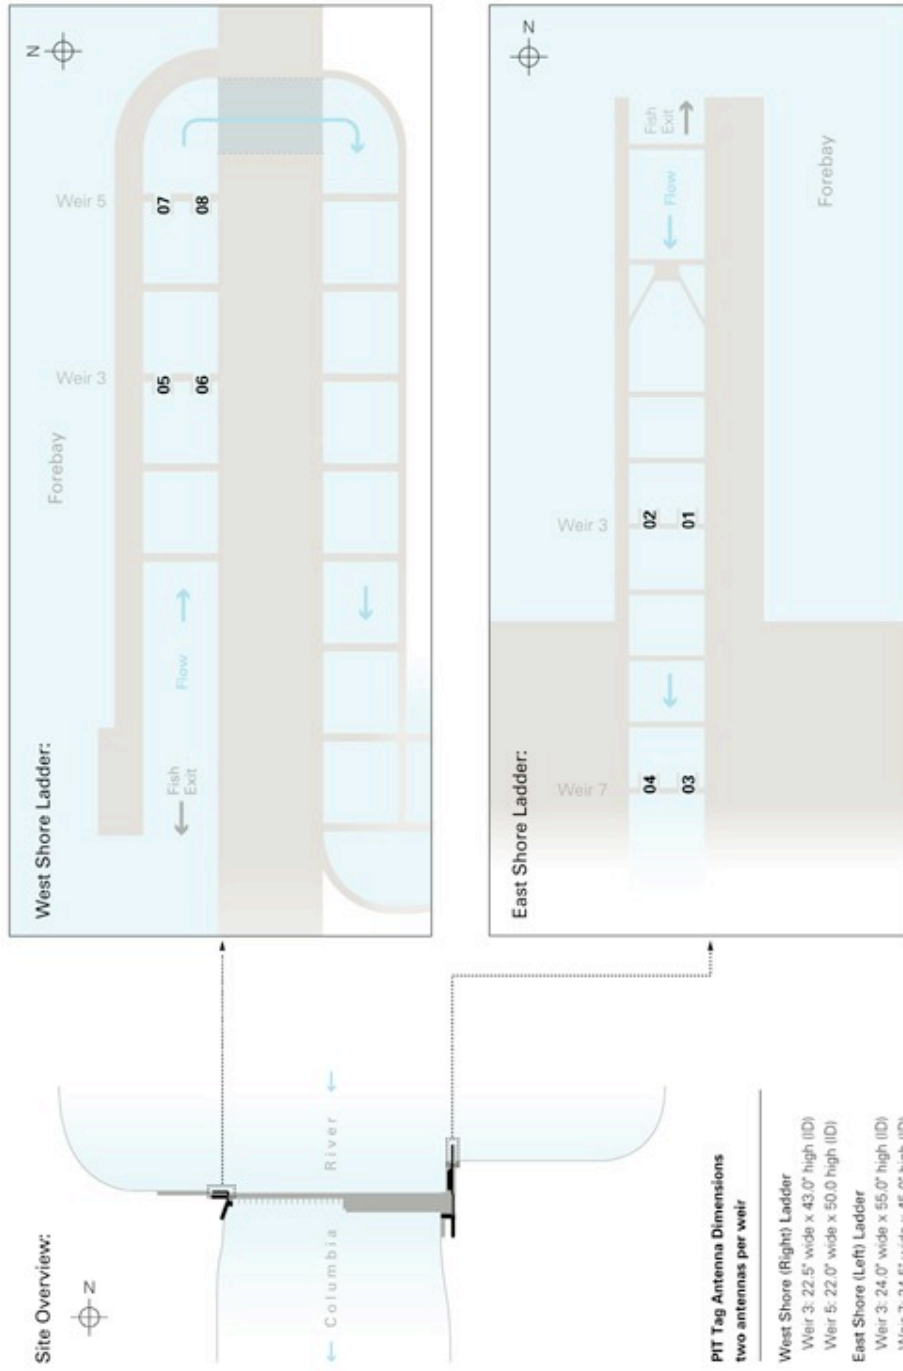 Site Overview:
N
Columbia
River
West Shore Ladder:
N
Forebay
Weir 3
Weir 5
Fish
Exit
Flow
05
06
07
08
East Shore Ladder:
N
Weir 7
Weir 3
04
03
02
01
Flow
Fish
Exit
Forebay
PIT Tag Antenna Dimensions
two antennas per weir
West Shore (Right) Ladder
Weir 3: 22.5" wide x 43.0" high (ID)
Weir 5: 22.0" wide x 50.0 high (ID)
East Shore (Left) Ladder
Weir 3: 24.0" wide x 55.0" high (ID)